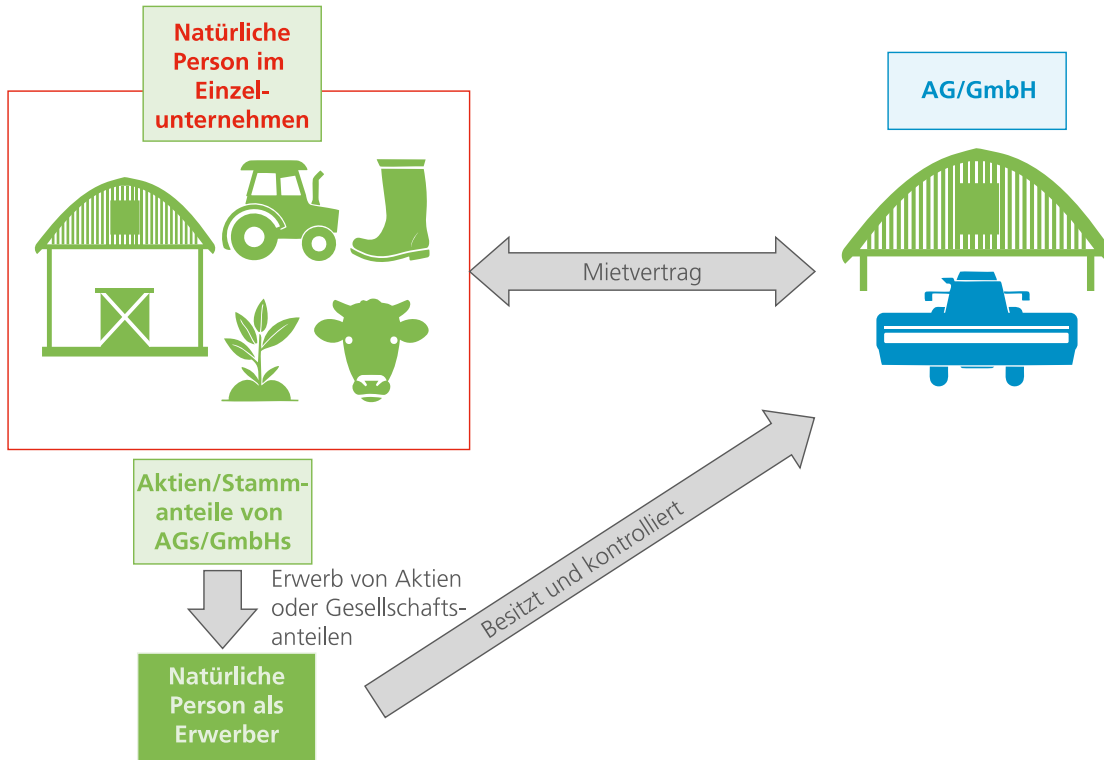 Natürliche
Person im
Einzel-
unternehmen
AG/GmbH
Mietvertrag
Aktien/Stamm-
anteile von
AGs/GmbHs
Erwerb von Aktien
oder Gesellschafts-
anteilen
Besitzt und kontrolliert
Natürliche
Person als
Erwerber